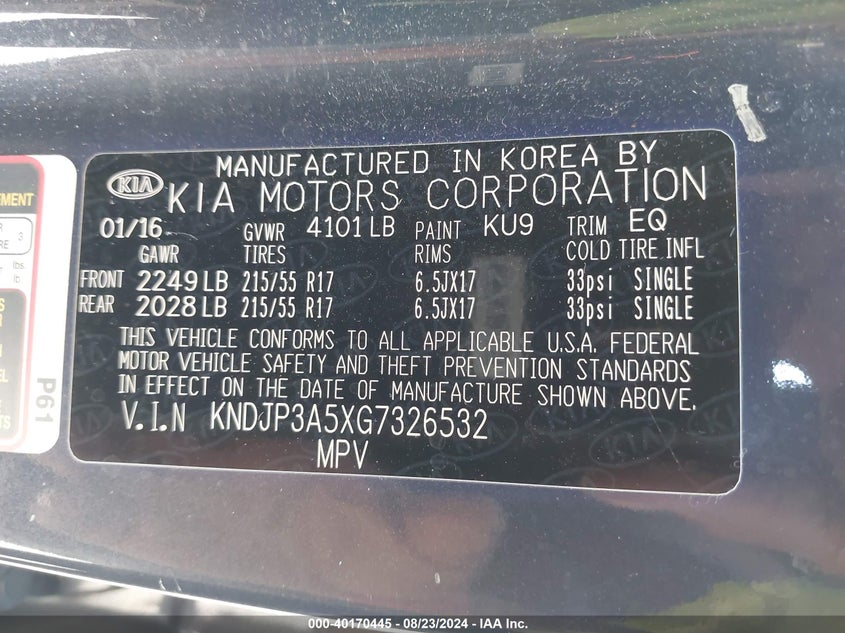 MANUFACTURED IN KOREA BY
KIA KIA MOTORS CORPORATION
01/16 GVWR 4101 LB PAINT KU9 TRIM EQ
GAWR TIRES RIMS COLD TIRE INFL
FRONT 2249 LB 215/55 R17 6.5JX17 33psi SINGLE
REAR 2028 LB 215/55 R17 6.5JX17 33psi SINGLE
THIS VEHICLE CONFORMS TO ALL APPLICABLE U.S.A. FEDERAL
MOTOR VEHICLE SAFETY AND THEFT PREVENTION STANDARDS
IN EFFECT ON THE DATE OF MANUFACTURE SHOWN ABOVE.
V.I.N KNDJP3A5XG7326532
MPV
P61
000-40170445 - 08/23/2024 - IAA Inc.